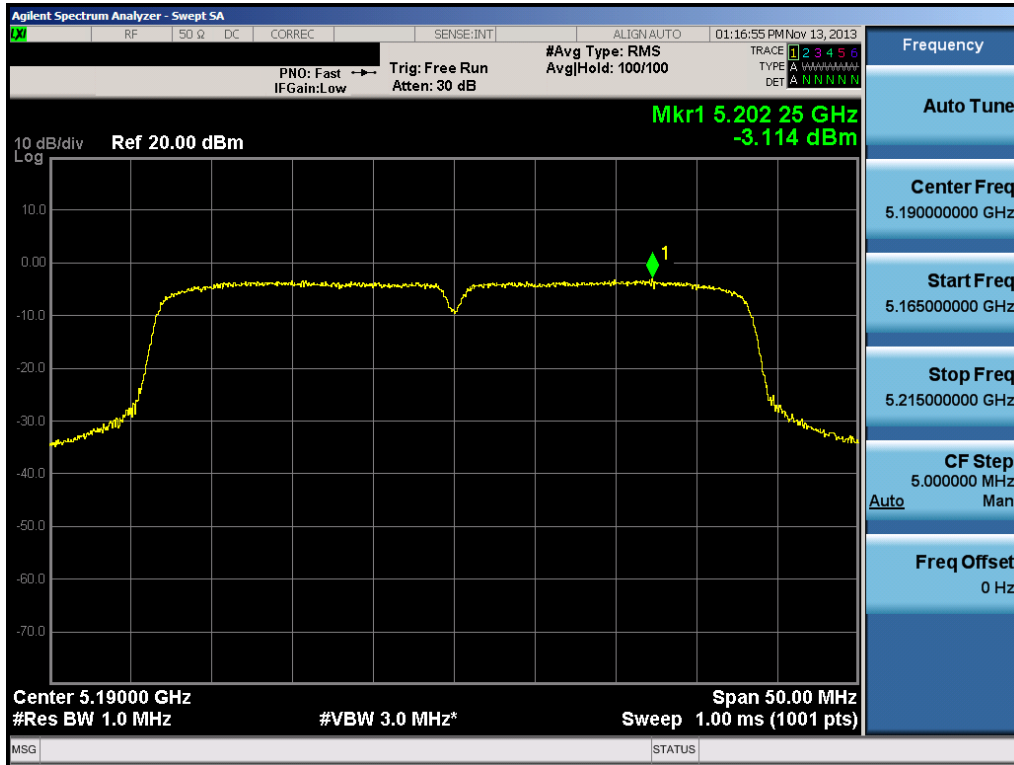 Agilent Spectrum Analyzer - Swept SA
LXI RF 50 Ω DC CORREC SENSE:INT ALIGN AUTO 01:16:55 PM Nov 13, 2013
PNO: Fast
IFGain:Low
Trig: Free Run
Atten: 30 dB
#Avg Type: RMS
Avg|Hold: 100/100
TRACE 1 2 3 4 5 6
TYPE A WWWWW
DET A N N N N N
Mkr1 5.202 25 GHz
-3.114 dBm
10 dB/div Ref 20.00 dBm
Log
10.0
0.00
-10.0
-20.0
-30.0
-40.0
-50.0
-60.0
-70.0
1
Center 5.19000 GHz Span 50.00 MHz
#Res BW 1.0 MHz #VBW 3.0 MHz* Sweep 1.00 ms (1001 pts)
MSG STATUS
Frequency
Auto Tune
Center Freq
5.190000000 GHz
Start Freq
5.165000000 GHz
Stop Freq
5.215000000 GHz
CF Step
5.000000 MHz
Auto Man
Freq Offset
0 Hz